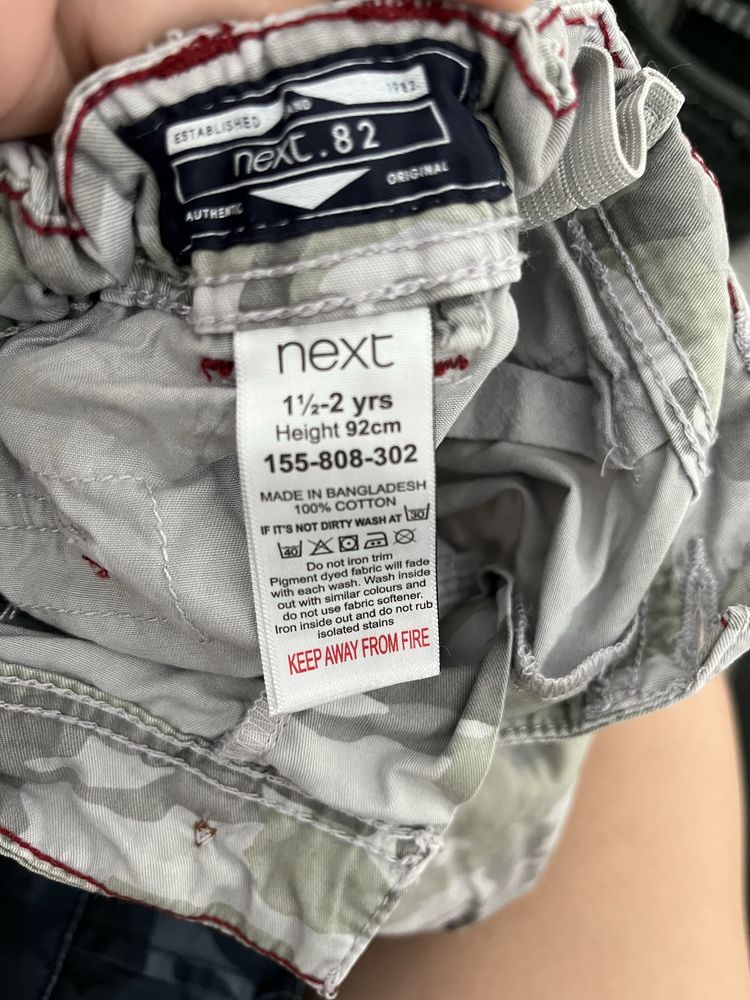 ESTABLISHED AND 1982
next.82
AUTHENTIC ORIGINAL
next
1½-2 yrs
Height 92cm
155-808-302
MADE IN BANGLADESH
100% COTTON
IF IT'S NOT DIRTY WASH AT 30
40
Do not iron trim
Pigment dyed fabric will fade
with each wash. Wash inside
out with similar colours and
do not use fabric softener.
Iron inside out and do not rub
isolated stains
KEEP AWAY FROM FIRE